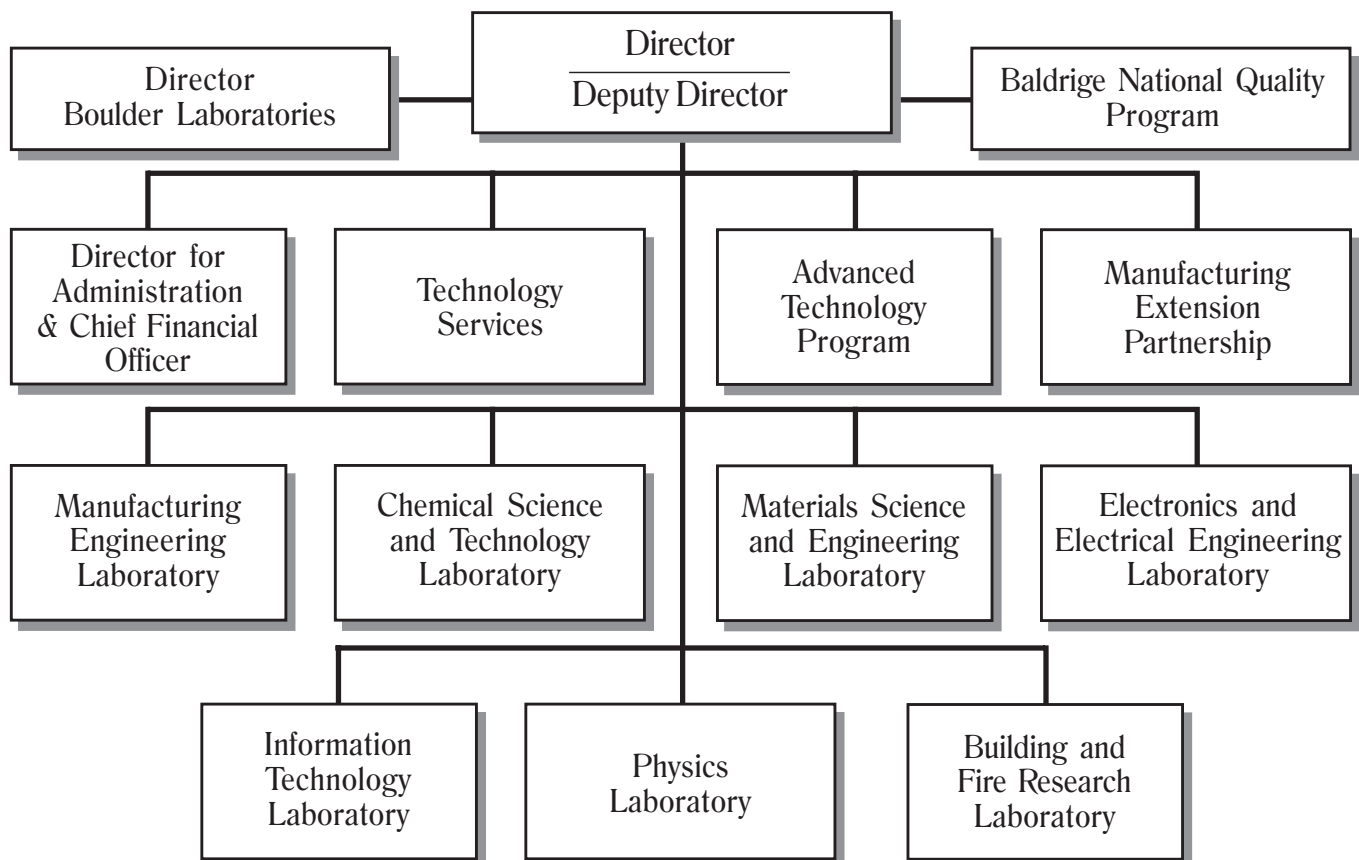 Director
Boulder Laboratories
Director
Deputy Director
Baldrige National Quality
Program
Director for
Administration
& Chief Financial
Officer
Technology
Services
Advanced
Technology
Program
Manufacturing
Extension
Partnership
Manufacturing
Engineering
Laboratory
Chemical Science
and Technology
Laboratory
Materials Science
and Engineering
Laboratory
Electronics and
Electrical Engineering
Laboratory
Information
Technology
Laboratory
Physics
Laboratory
Building and
Fire Research
Laboratory